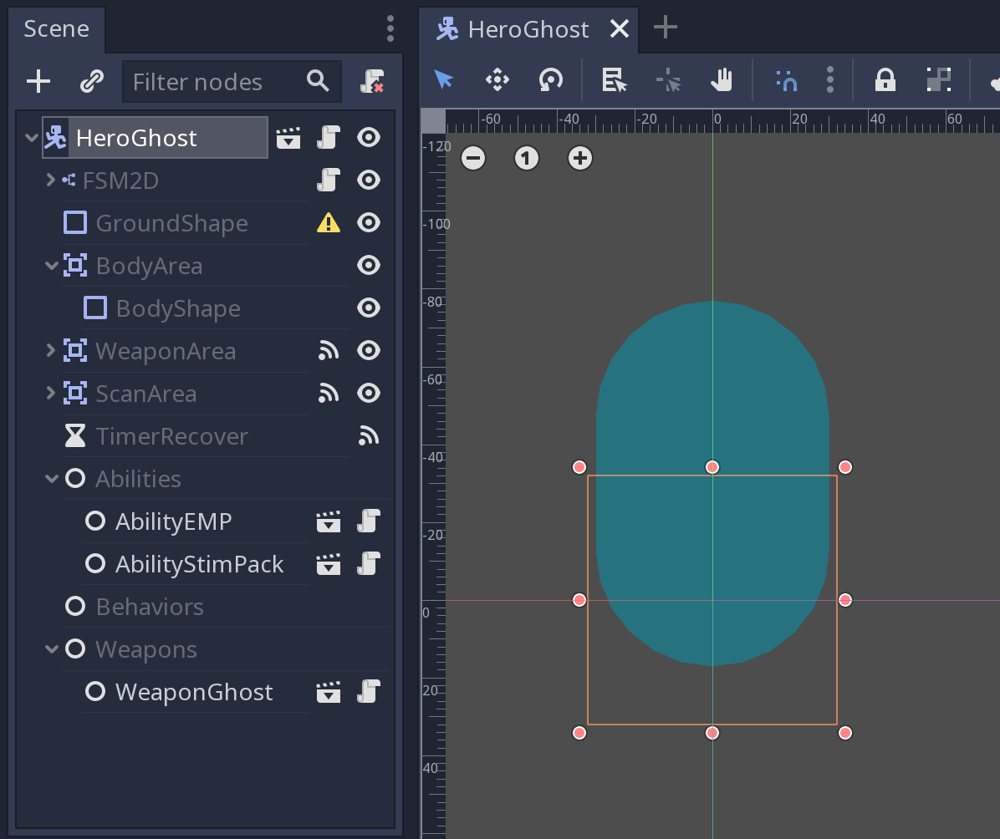 Scene
HeroGhost
Filter nodes
HeroGhost
FSM2D
GroundShape
BodyArea
BodyShape
WeaponArea
ScanArea
TimerRecover
Abilities
AbilityEMP
AbilityStimPack
Behaviors
Weapons
WeaponGhost
-60 -40 -20 0 20 40 60
1
-120
-100
-80
-60
-40
-20
0
20
40